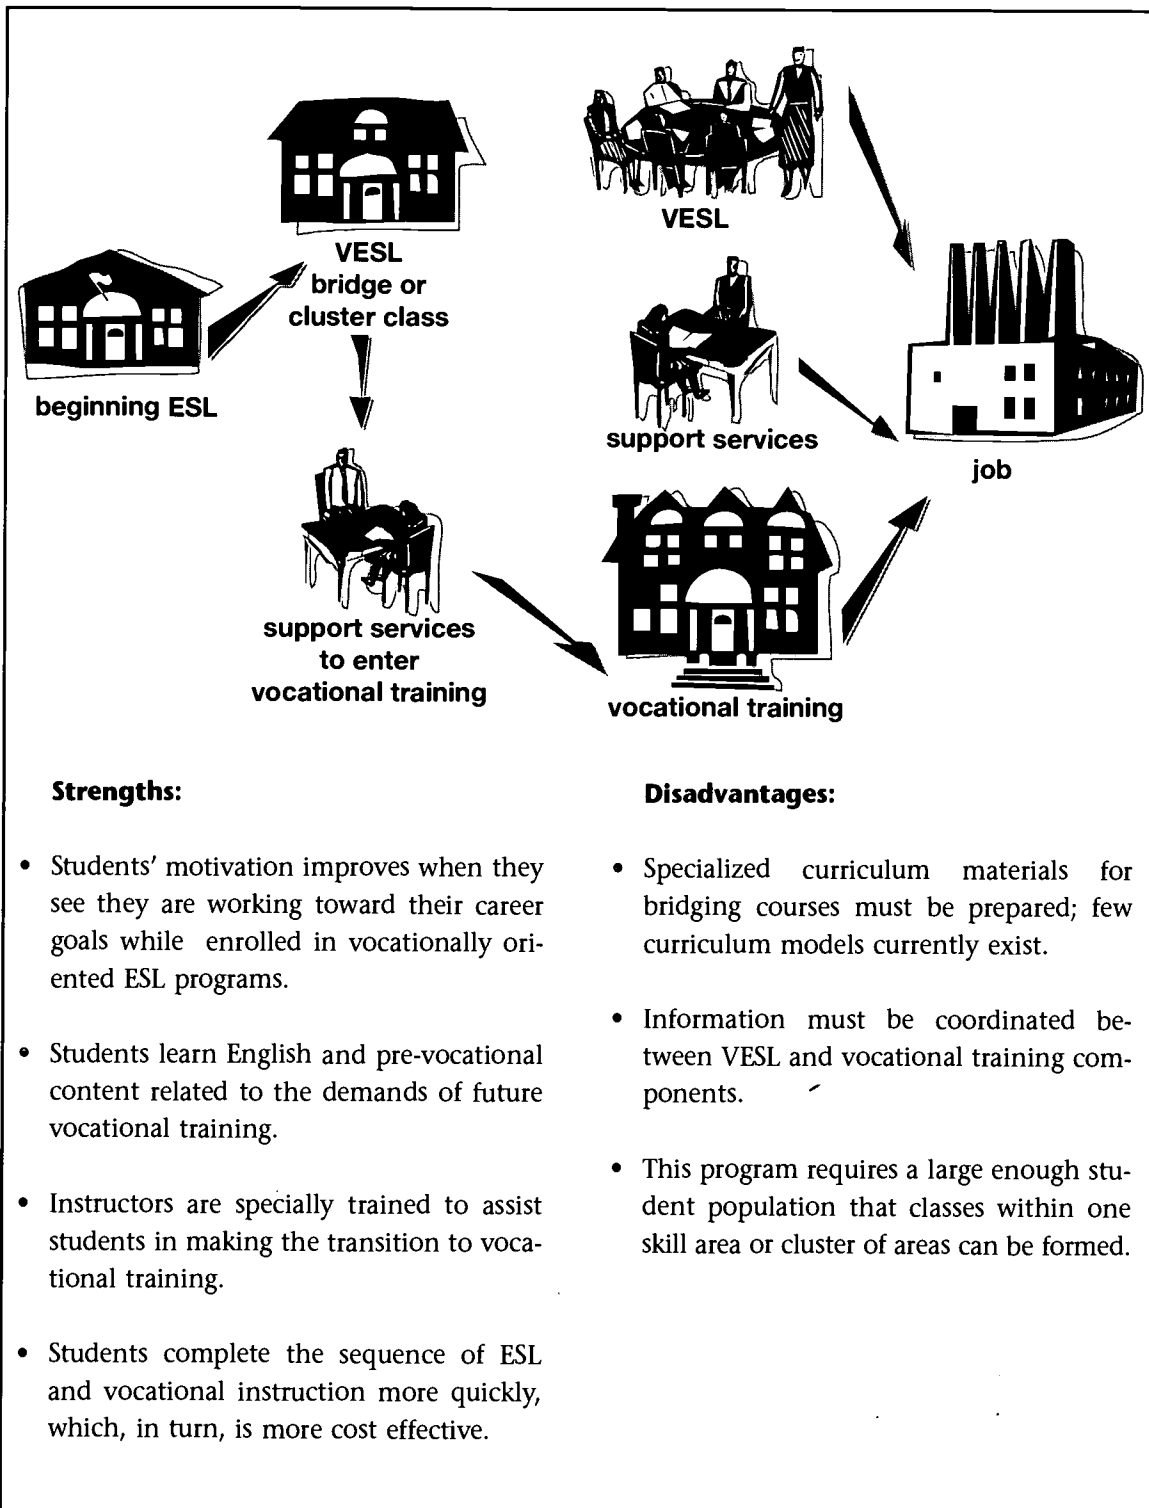 VESL
VESL
bridge or
cluster class
beginning ESL
support services
job
support services
to enter
vocational training
vocational training
Strengths:
• Students' motivation improves when they
see they are working toward their career
goals while enrolled in vocationally ori-
ented ESL programs.
• Students learn English and pre-vocational
content related to the demands of future
vocational training.
• Instructors are specially trained to assist
students in making the transition to voca-
tional training.
• Students complete the sequence of ESL
and vocational instruction more quickly,
which, in turn, is more cost effective.
Disadvantages:
• Specialized curriculum materials for
bridging courses must be prepared; few
curriculum models currently exist.
• Information must be coordinated be-
tween VESL and vocational training com-
ponents.
• This program requires a large enough stu-
dent population that classes within one
skill area or cluster of areas can be formed.